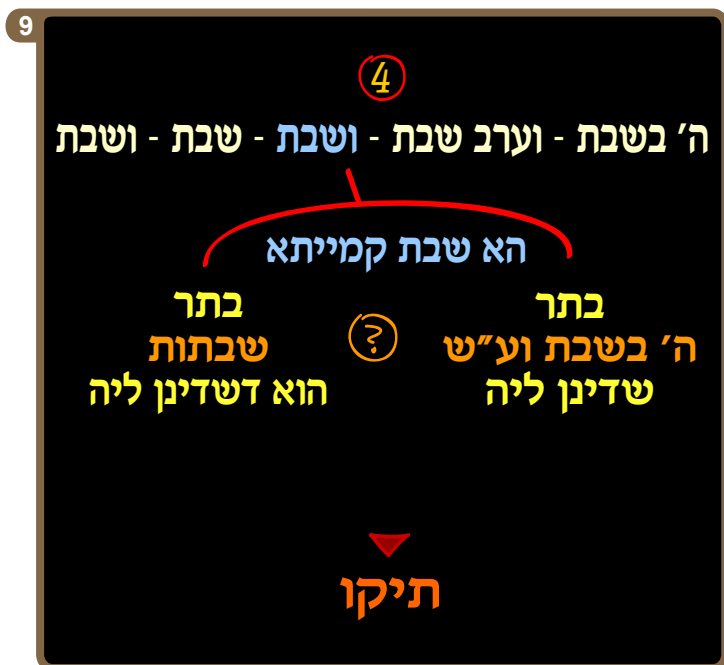 9
4
ה׳ בשבת - וערב שבת - ושבת - שבת - ושבת
הא שבת קמייתא
בתר
ה׳ בשבת וע״ש
שדינן ליה
?
בתר
שבתות
הוא דשדינן ליה
תיקו